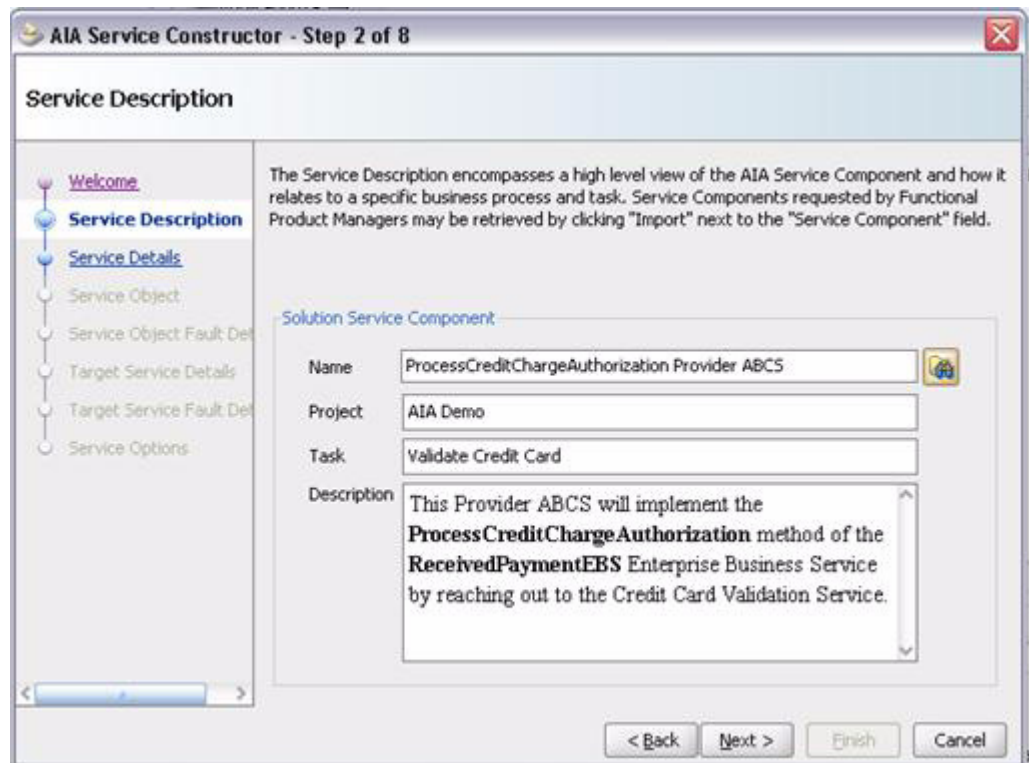 AIA Service Constructor - Step 2 of 8
Service Description
Welcome
Service Description
Service Details
Service Object
Service Object Fault Det
Target Service Details
Target Service Fault Det
Service Options
The Service Description encompasses a high level view of the AIA Service Component and how it
relates to a specific business process and task. Service Components requested by Functional
Product Managers may be retrieved by clicking "Import" next to the "Service Component" field.
Solution Service Component
Name ProcessCreditChargeAuthorization Provider ABCS
Project AIA Demo
Task Validate Credit Card
Description This Provider ABCS will implement the
ProcessCreditChargeAuthorization method of the
ReceivedPaymentEBS Enterprise Business Service
by reaching out to the Credit Card Validation Service.
< Back Next > Finish Cancel